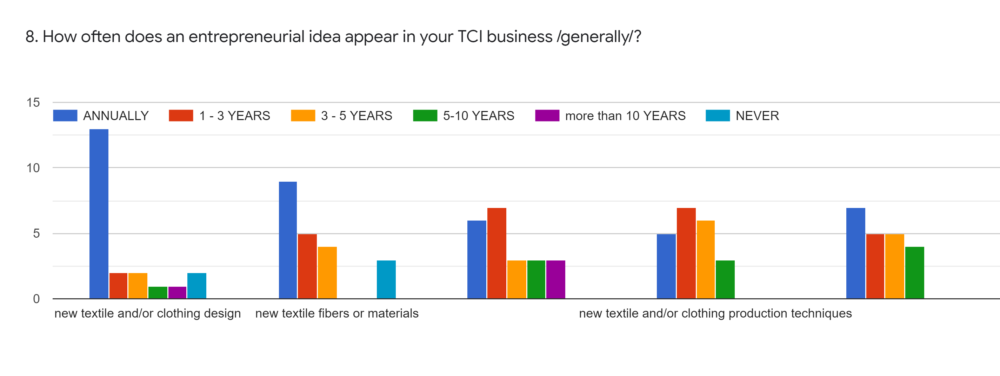 8. How often does an entrepreneurial idea appear in your TCI business /generally/?
15
ANNUALLY 1 - 3 YEARS 3 - 5 YEARS 5-10 YEARS more than 10 YEARS NEVER
10
5
0
new textile and/or clothing design new textile fibers or materials new textile and/or clothing production techniques